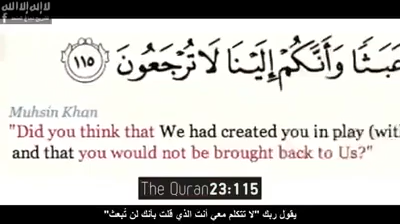 لا إله إلا الله
عَبَثًا وَأَنَّكُمْ إِلَيْنَا لَا تُرْجَعُونَ ١١٥
Muhsin Khan
"Did you think that We had created you in play (wit
and that you would not be brought back to Us?"
The Quran 23:115
يقول ربك "لا تتكلم معي أنت الذي قلت بأنك لن تُبعث"